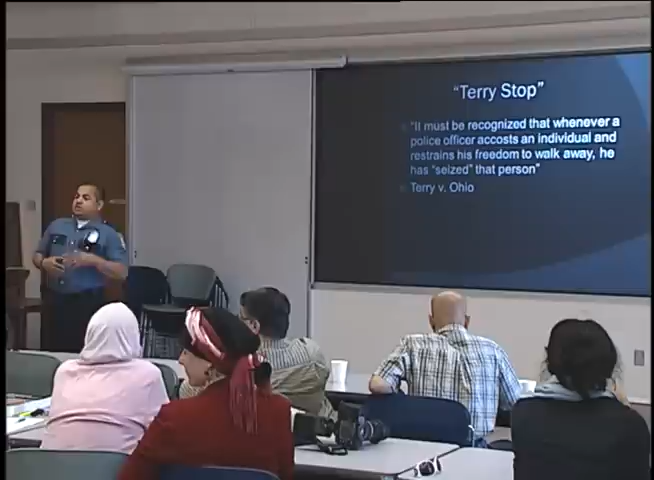 “Terry Stop”
“It must be recognized that whenever a
police officer accosts an individual and
restrains his freedom to walk away, he
has “seized” that person”
Terry v. Ohio